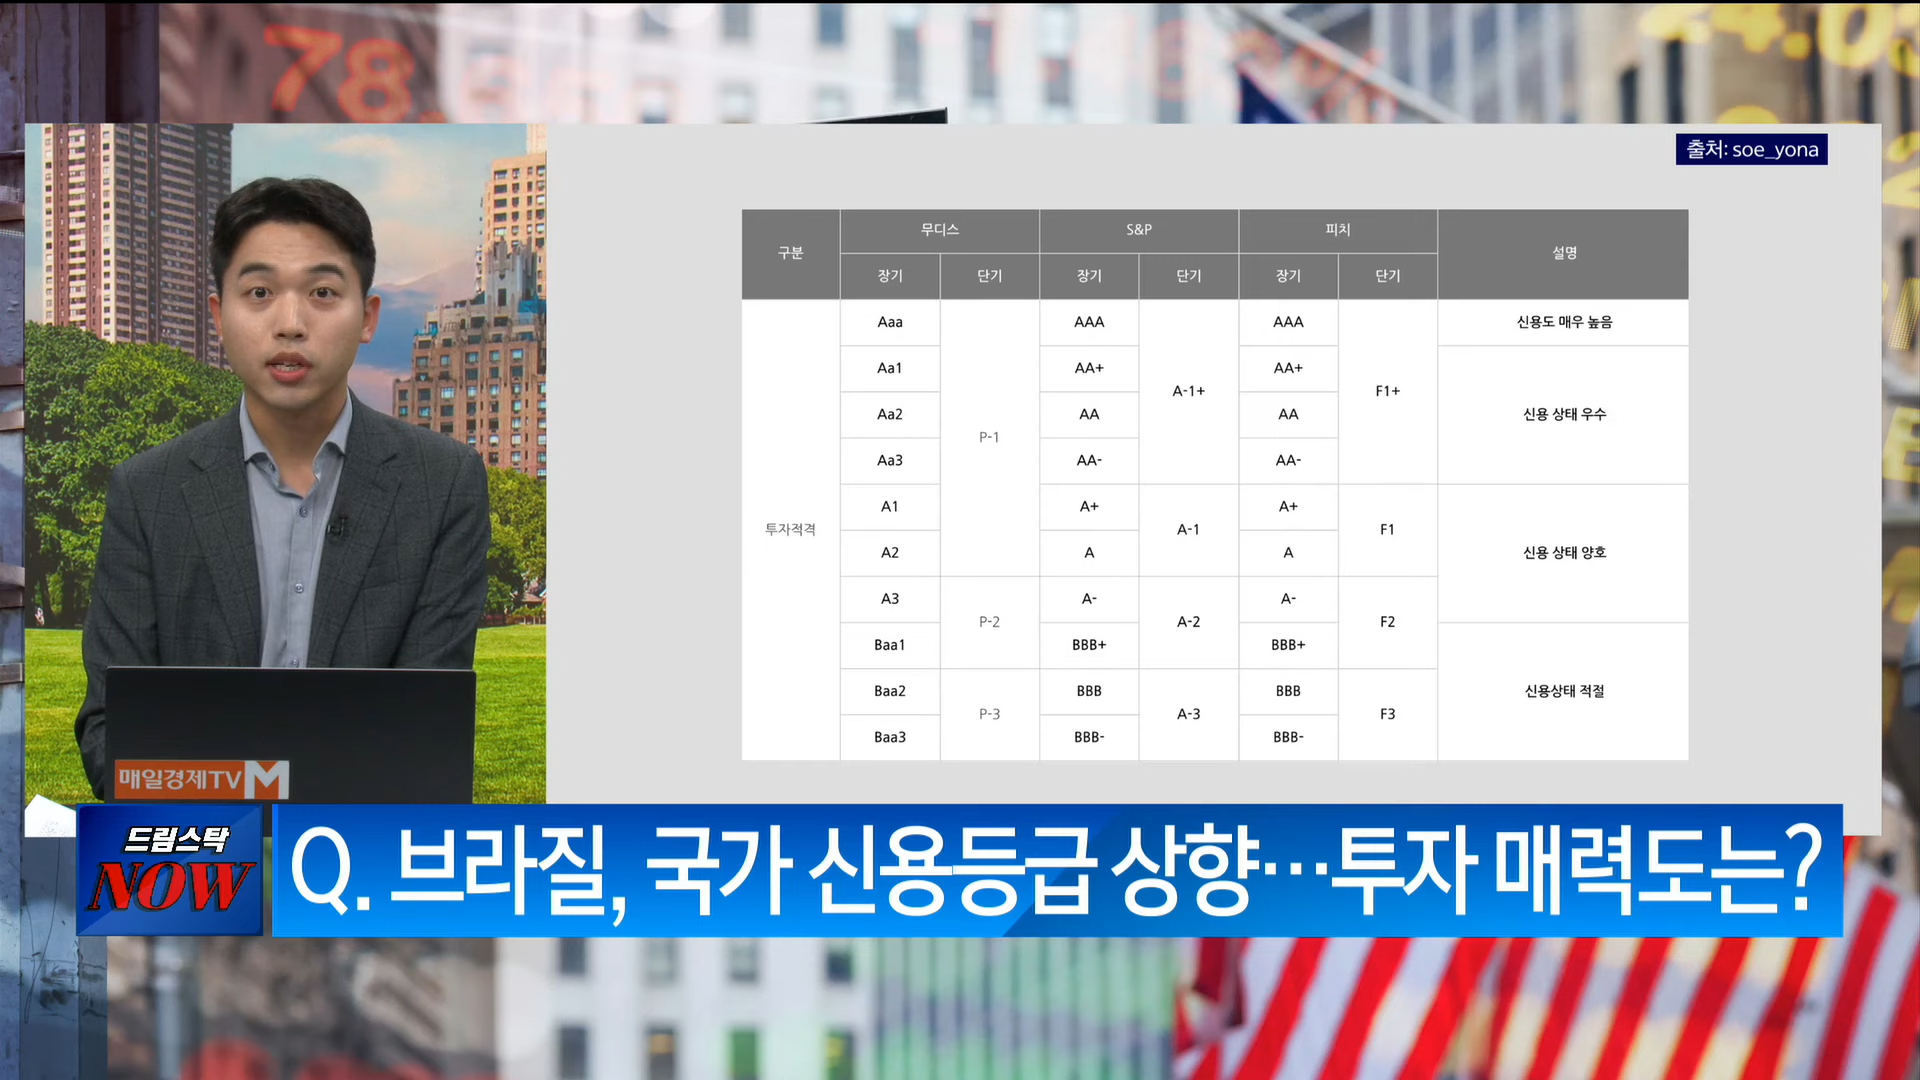 78.
24.0
출처: soe_yona
구분 무디스 S&P 피치 설명
장기 단기 장기 단기 장기 단기
투자적격
Aaa AAA AAA 신용도 매우 높음
Aa1 AA+ AA+
A-1+ F1+
Aa2 AA AA 신용 상태 우수
P-1
Aa3 AA- AA-
A1 A+ A+
A-1 F1
A2 A A 신용 상태 양호
A3 A- A-
P-2 A-2 F2
Baa1 BBB+ BBB+
Baa2 BBB BBB 신용상태 적절
P-3 A-3 F3
Baa3 BBB- BBB-
매일경제TV M
드림스탁
NOW
Q. 브라질, 국가 신용등급 상향…투자 매력도는?